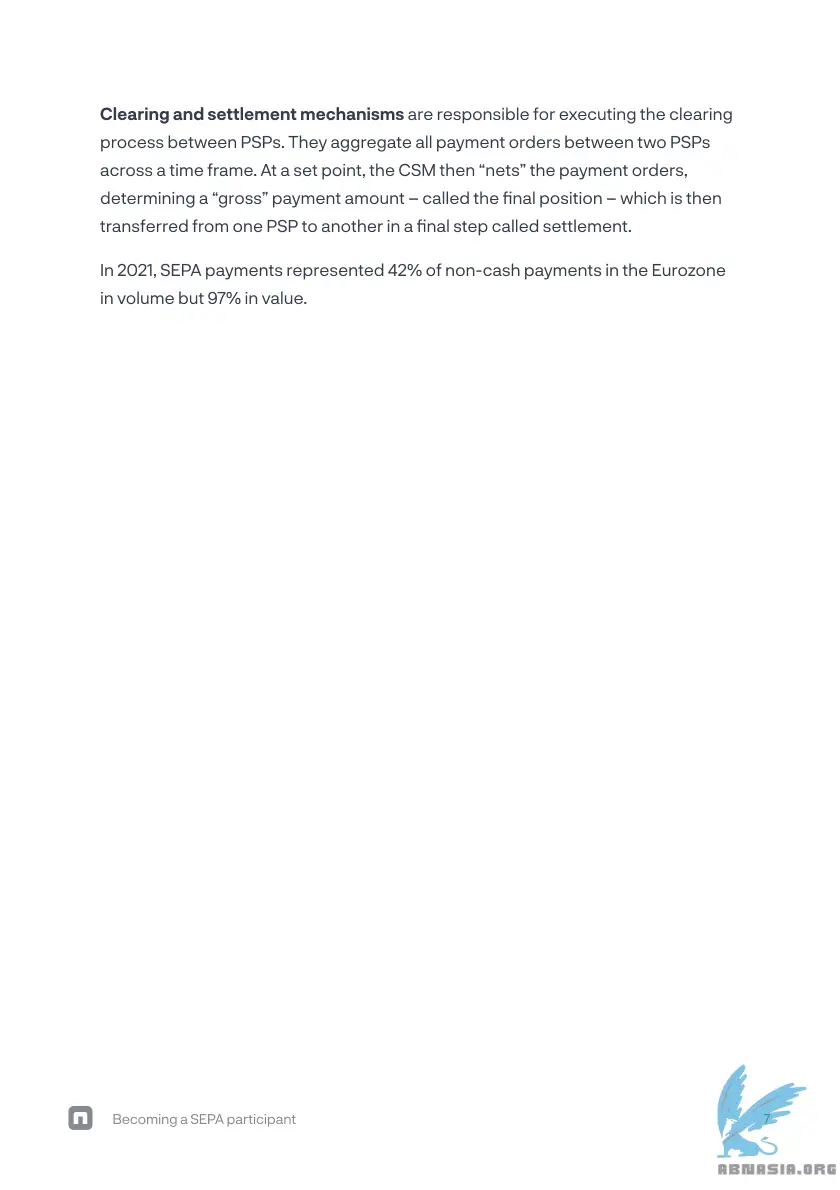 Clearing and settlement mechanisms are responsible for executing the clearing
process between PSPs. They aggregate all payment orders between two PSPs
across a time frame. At a set point, the CSM then “nets” the payment orders,
determining a “gross” payment amount – called the final position – which is then
transferred from one PSP to another in a final step called settlement.
In 2021, SEPA payments represented 42% of non-cash payments in the Eurozone
in volume but 97% in value.
Becoming a SEPA participant
7
ABNASIA.ORG